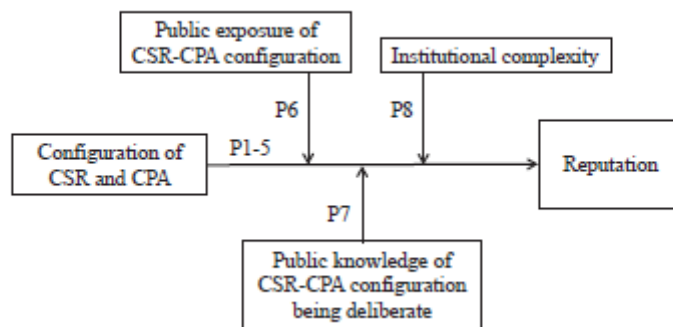 Public exposure of
CSR-CPA configuration
Institutional complexity
P6
P8
Configuration of
CSR and CPA
P1-5
Reputation
P7
Public knowledge of
CSR-CPA configuration
being deliberate